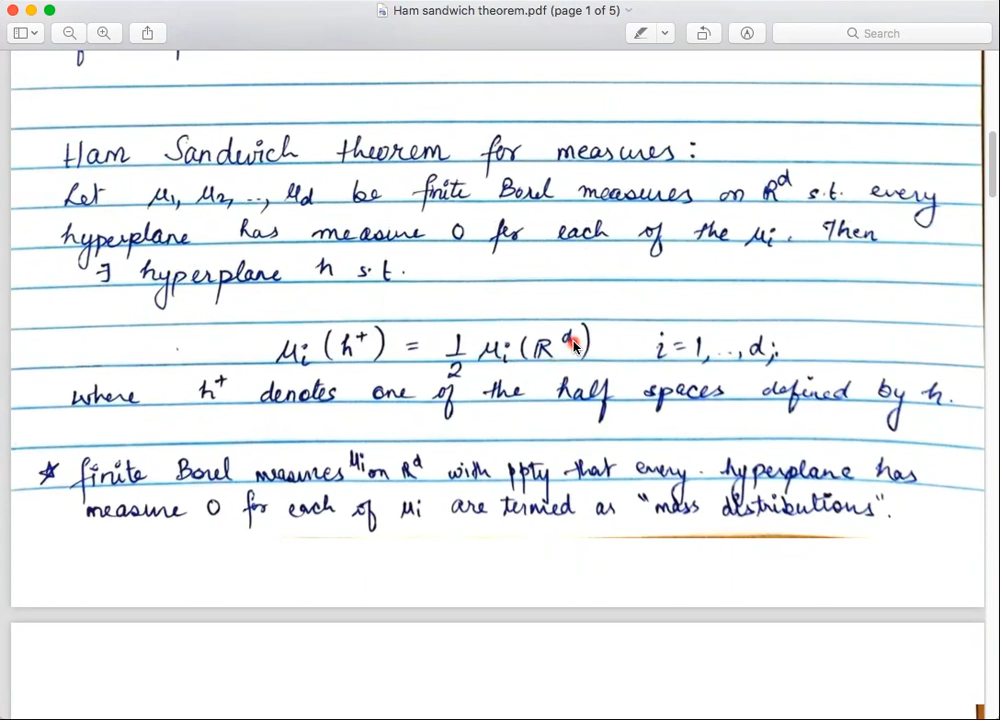 Ham sandwich theorem.pdf (page 1 of 5)
Search
Ham Sandwich theorem for measures:
Let μ₁, μ₂, .., μd be finite Borel measures on ℝᵈ s.t. every
hyperplane has measure 0 for each of the μi. Then
∃ hyperplane h s.t.
μi (h⁺) = 1/2 μi (ℝᵈ) i = 1, .., d;
where h⁺ denotes one of the half spaces defined by h.
* finite Borel measures μi on ℝᵈ with ppty that every hyperplane has
measure 0 for each of μi are termed as "mass distributions".